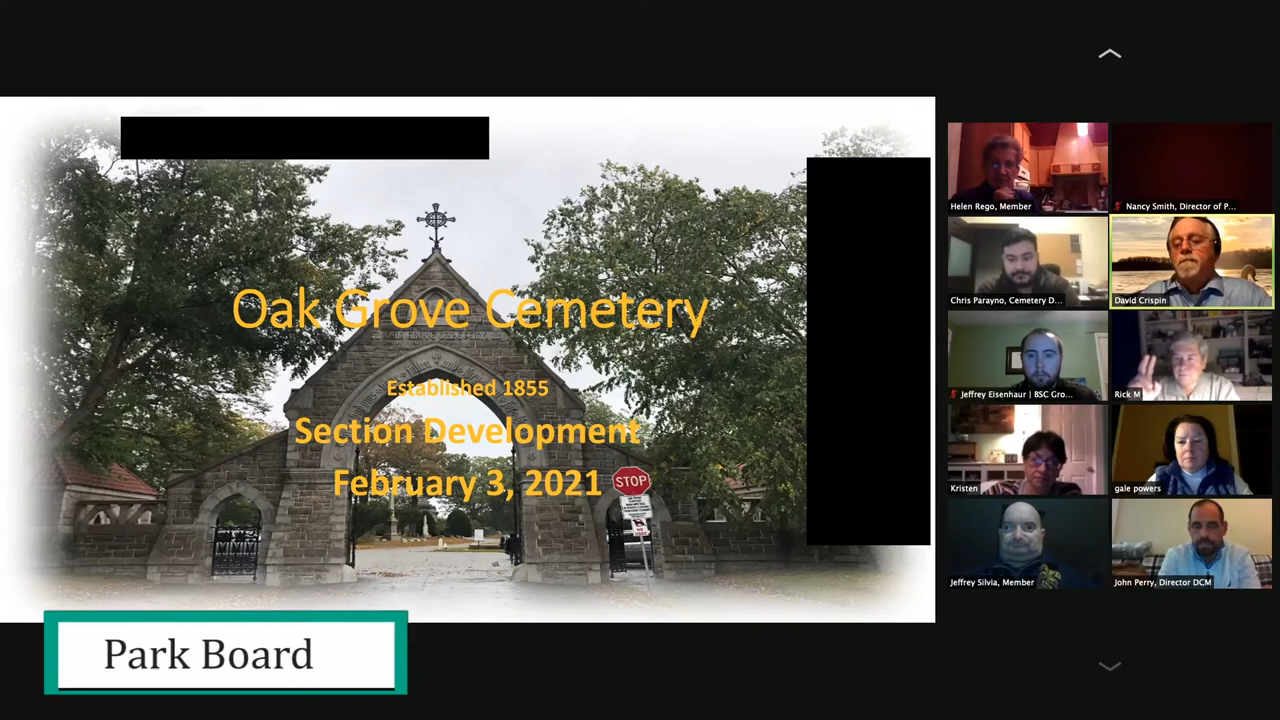 Oak Grove Cemetery
Established 1855
Section Development
February 3, 2021
STOP
Park Board
Helen Rego, Member
Nancy Smith, Director of P...
Chris Parayno, Cemetery D...
David Crispin
Jeffrey Eisenhaur | BSC Gro...
Rick M
Kristen
gale powers
Jeffrey Silvia, Member
John Perry, Director DCM